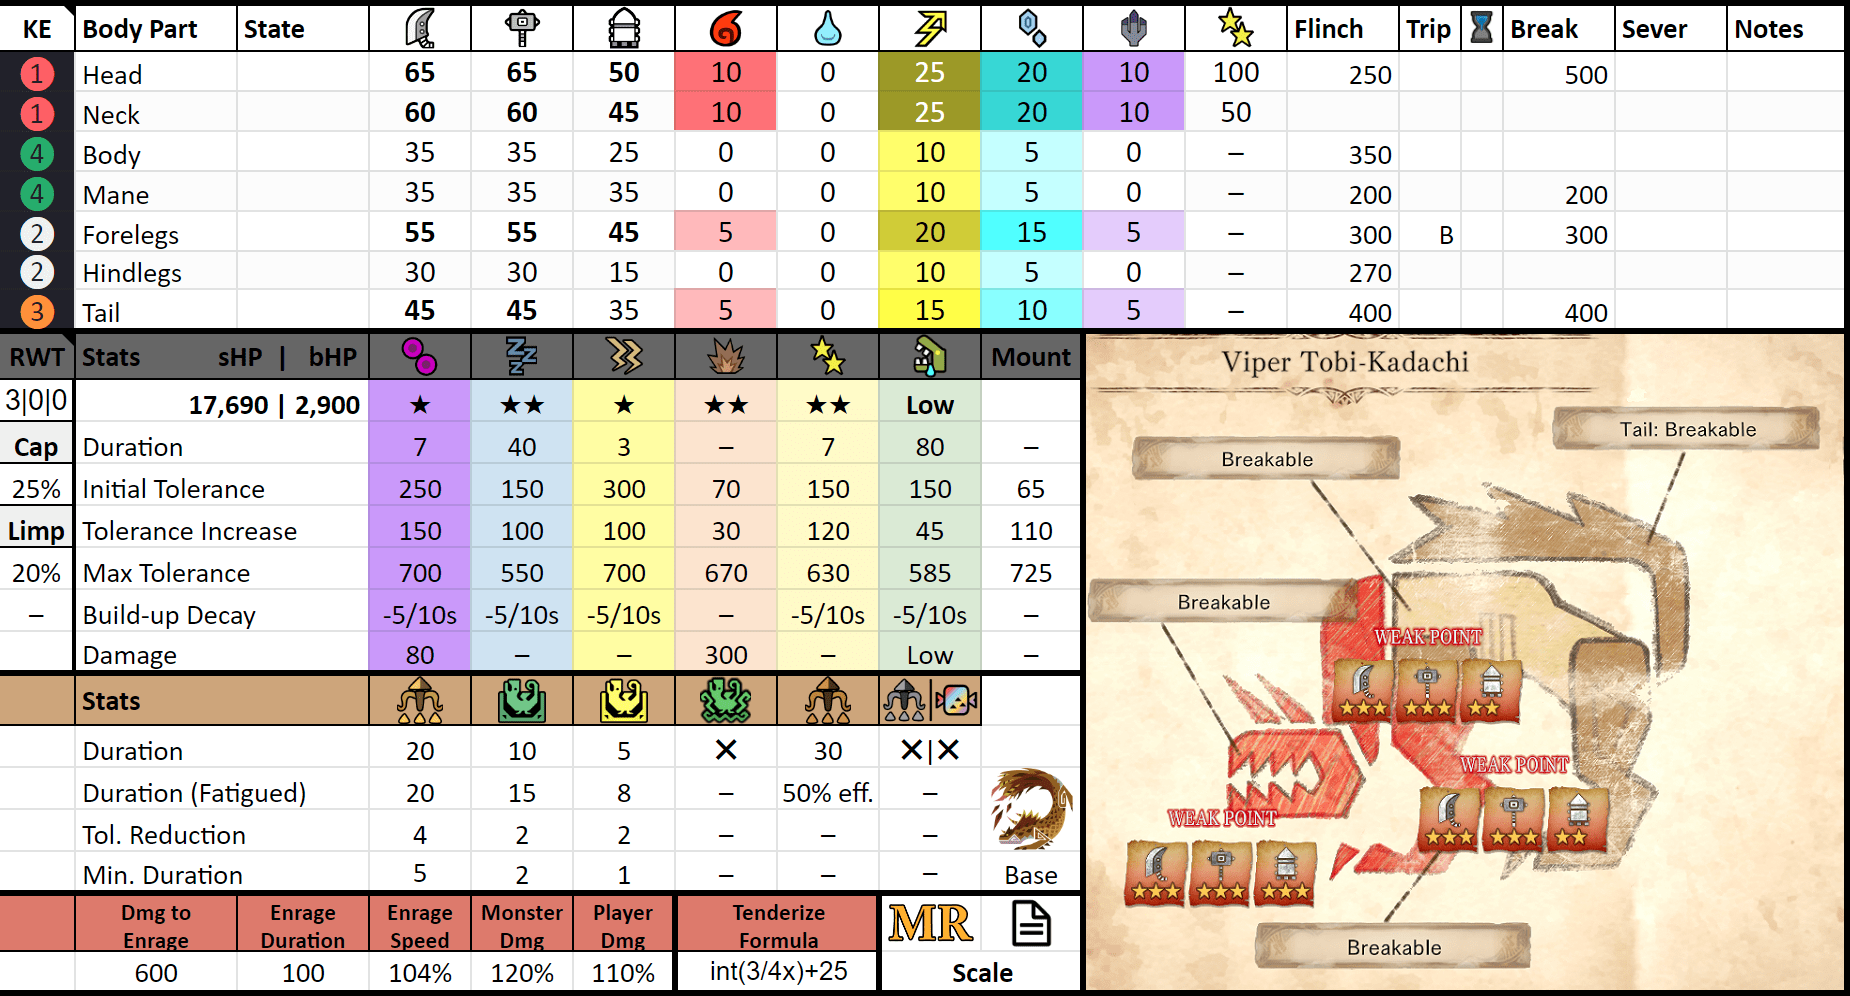 KE Body Part State Flinch Trip Break Sever Notes
1 Head 65 65 50 10 0 25 20 10 100 250 500
1 Neck 60 60 45 10 0 25 20 10 50
4 Body 35 35 25 0 0 10 5 0 – 350
4 Mane 35 35 35 0 0 10 5 0 – 200 200
2 Forelegs 55 55 45 5 0 20 15 5 – 300 B 300
2 Hindlegs 30 30 15 0 0 10 5 0 – 270
3 Tail 45 45 35 5 0 15 10 5 – 400 400
RWT Stats sHP | bHP Mount
3|0|0 17,690 | 2,900 ★ ★★ ★ ★★ ★★ Low
Cap Duration 7 40 3 – 7 80 –
25% Initial Tolerance 250 150 300 70 150 150 65
Limp Tolerance Increase 150 100 100 30 120 45 110
20% Max Tolerance 700 550 700 670 630 585 725
– Build-up Decay -5/10s -5/10s -5/10s – -5/10s -5/10s –
Damage 80 – – 300 – Low –
Stats
Duration 20 10 5 ✕ 30 ✕|✕
Duration (Fatigued) 20 15 8 – 50% eff. –
Tol. Reduction 4 2 2 – – –
Min. Duration 5 2 1 – – – Base
Dmg to Enrage Enrage Duration Enrage Speed Monster Dmg Player Dmg Tenderize Formula MR
600 100 104% 120% 110% int(3/4x)+25 Scale
Viper Tobi-Kadachi
Tail: Breakable
Breakable
Breakable
WEAK POINT
WEAK POINT
WEAK POINT
Breakable